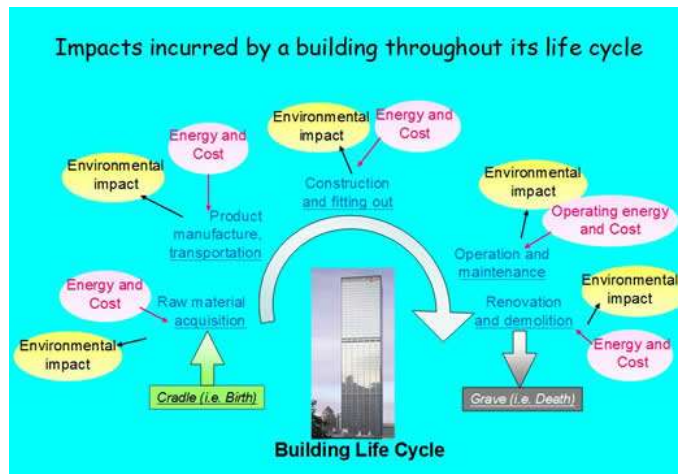 Impacts incurred by a building throughout its life cycle
Environmental
impact
Energy and
Cost
Construction
and fitting out
Energy and
Cost
Environmental
impact
Product
manufacture,
transportation
Environmental
impact
Operating energy
and Cost
Operation and
maintenance
Energy and
Cost
Raw material
acquisition
Environmental
impact
Environmental
impact
Renovation
and demolition
Energy and
Cost
Cradle (i.e. Birth)
Grave (i.e. Death)
Building Life Cycle